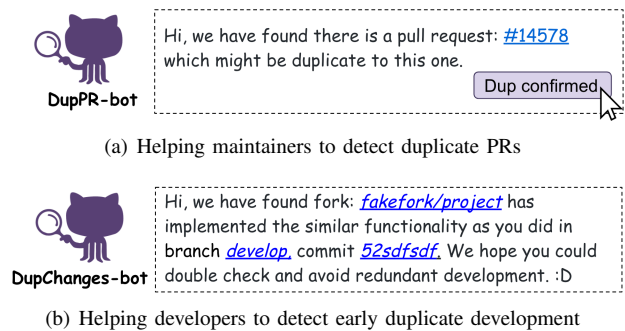 Hi, we have found there is a pull request: #14578
which might be duplicate to this one.
Dup confirmed
DupPR-bot
(a) Helping maintainers to detect duplicate PRs
Hi, we have found fork: fakefork/project has
implemented the similar functionality as you did in
branch develop, commit 52sdfsdf. We hope you could
double check and avoid redundant development. :D
DupChanges-bot
(b) Helping developers to detect early duplicate development